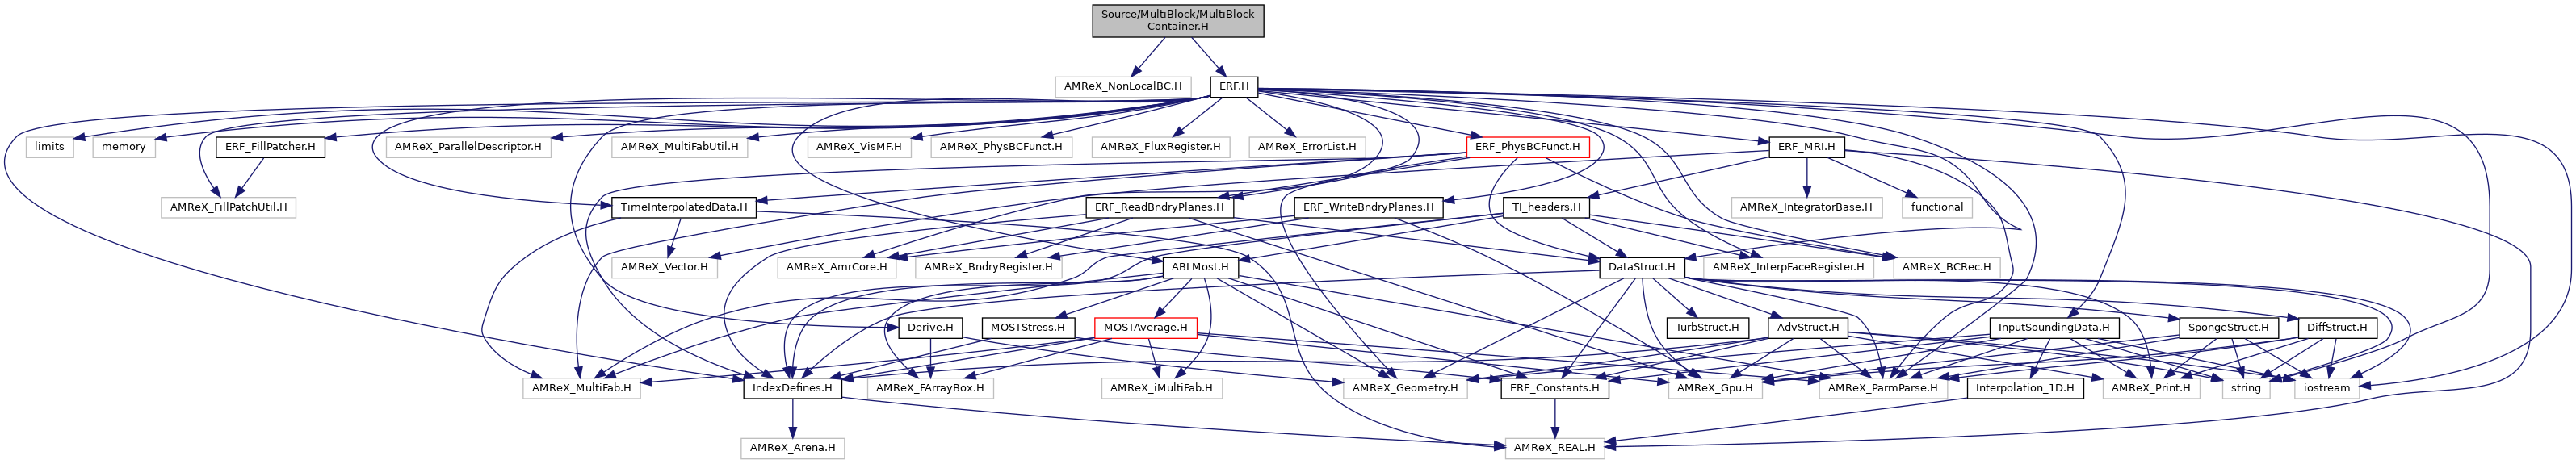 Source/MultiBlock/MultiBlock
Container.H
AMReX_NonLocalBC.H
ERF.H
limits
memory
ERF_FillPatcher.H
AMReX_ParallelDescriptor.H
AMReX_MultiFabUtil.H
AMReX_VisMF.H
AMReX_PhysBCFunct.H
AMReX_FluxRegister.H
AMReX_ErrorList.H
ERF_PhysBCFunct.H
ERF_MRI.H
AMReX_FillPatchUtil.H
TimeInterpolatedData.H
ERF_ReadBndryPlanes.H
ERF_WriteBndryPlanes.H
TI_headers.H
AMReX_IntegratorBase.H
functional
AMReX_Vector.H
AMReX_AmrCore.H
AMReX_BndryRegister.H
ABLMost.H
DataStruct.H
AMReX_InterpFaceRegister.H
AMReX_BCRec.H
Derive.H
MOSTStress.H
MOSTAverage.H
TurbStruct.H
AdvStruct.H
InputSoundingData.H
SpongeStruct.H
DiffStruct.H
AMReX_MultiFab.H
IndexDefines.H
AMReX_FArrayBox.H
AMReX_iMultiFab.H
AMReX_Geometry.H
ERF_Constants.H
AMReX_Gpu.H
AMReX_ParmParse.H
Interpolation_1D.H
AMReX_Print.H
string
iostream
AMReX_Arena.H
AMReX_REAL.H